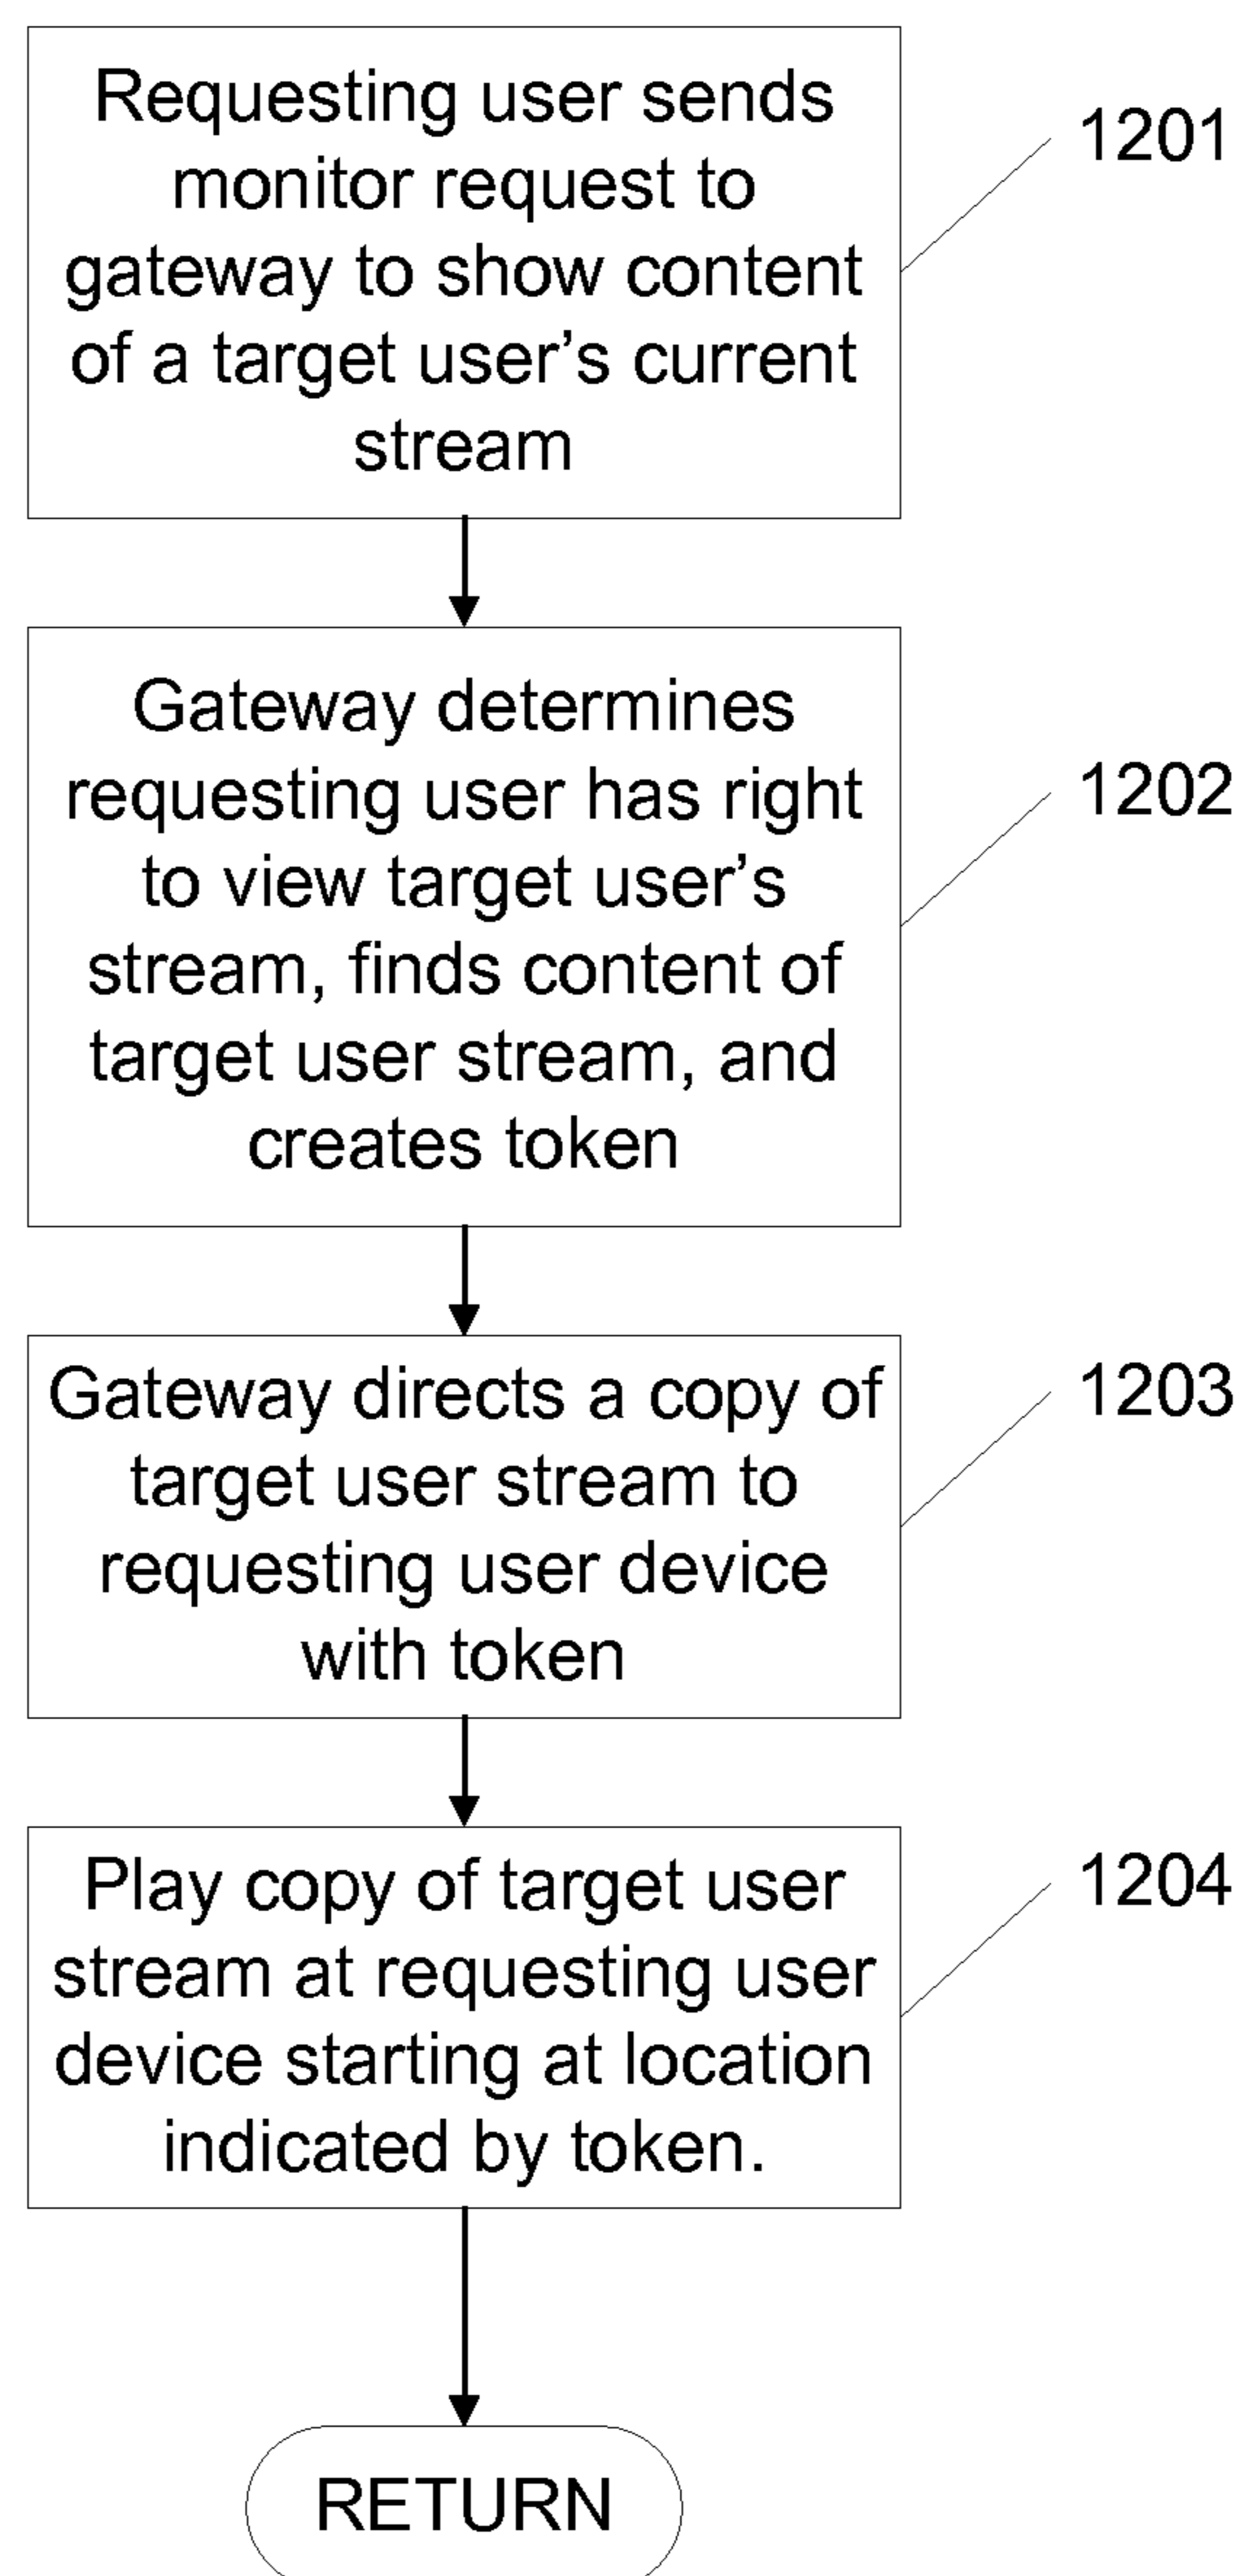 Requesting user sends
monitor request to
gateway to show content
of a target user's current
stream
1201
Gateway determines
requesting user has right
to view target user's
stream, finds content of
target user stream, and
creates token
1202
Gateway directs a copy of
target user stream to
requesting user device
with token
1203
Play copy of target user
stream at requesting user
device starting at location
indicated by token.
1204
RETURN